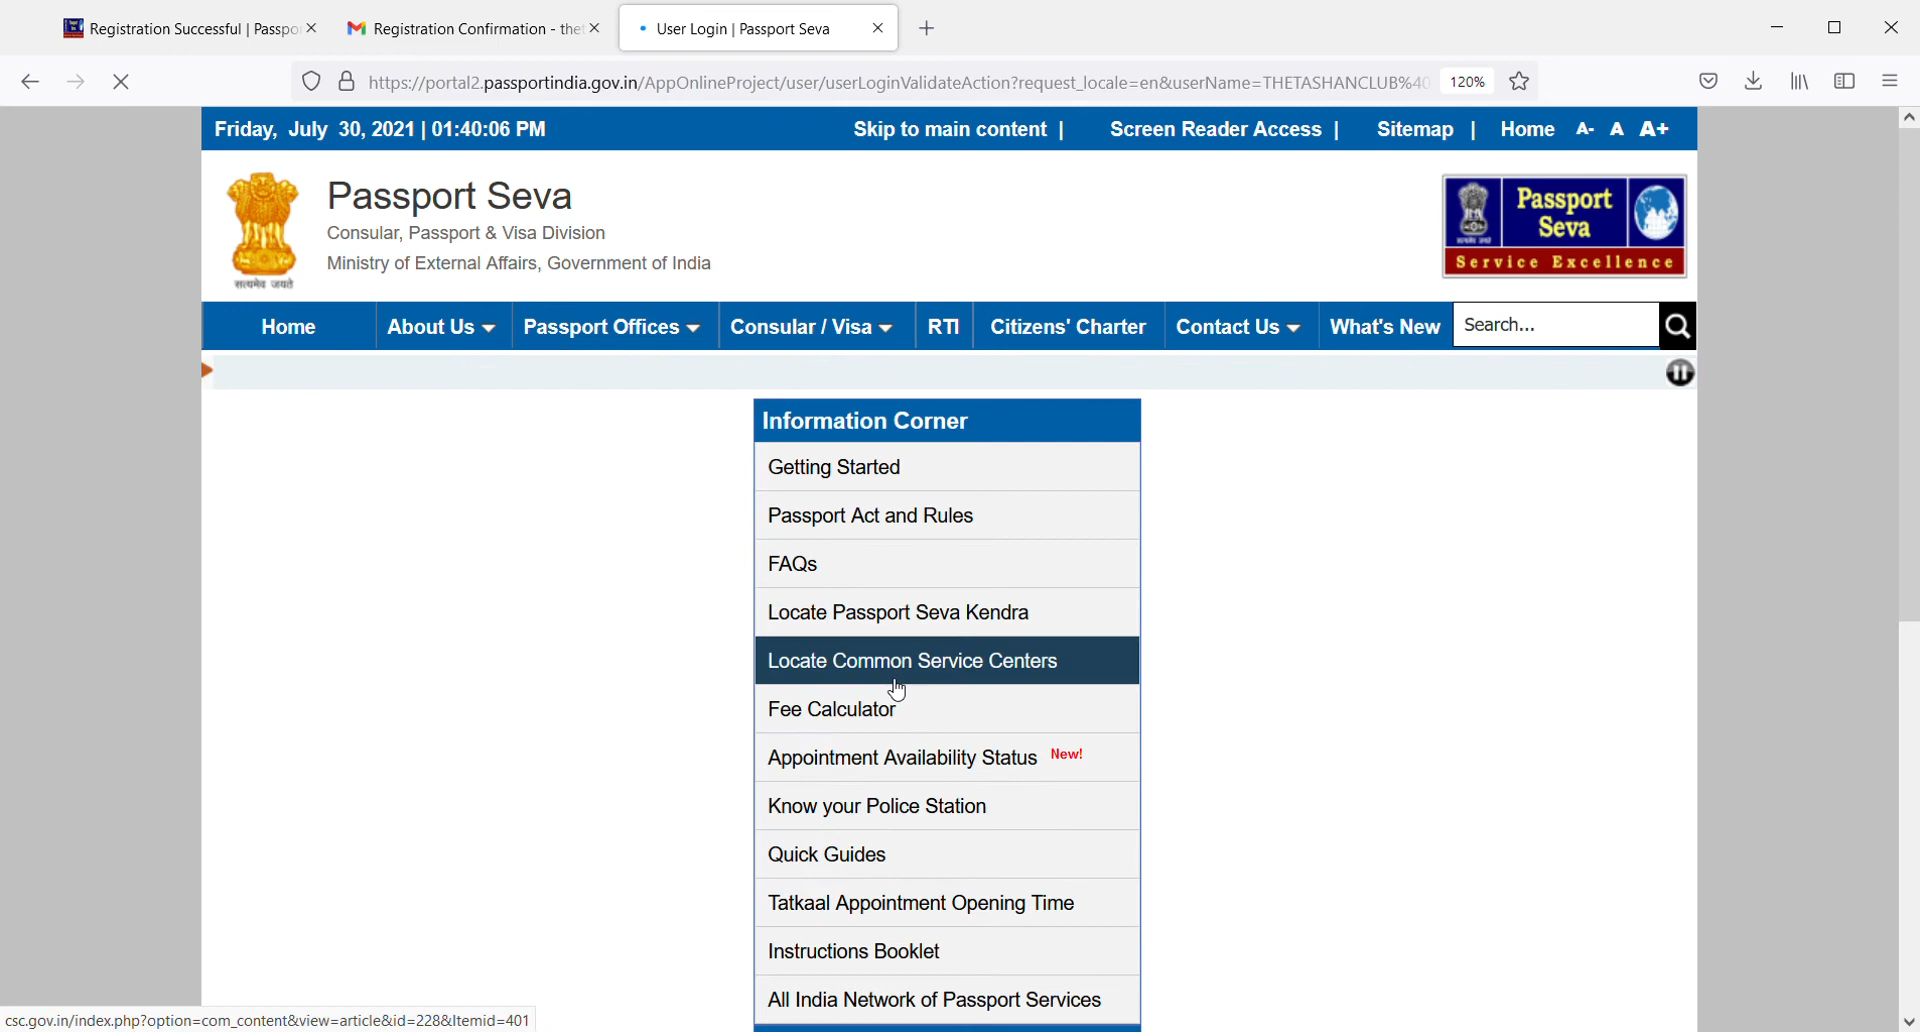 Registration Successful | Passpo
Registration Confirmation - thet
User Login | Passport Seva
https://portal2.passportindia.gov.in/AppOnlineProject/user/userLoginValidateAction?request_locale=en&userName=THETASHANCLUB%40
120%
Friday, July 30, 2021 | 01:40:06 PM
Skip to main content | Screen Reader Access | Sitemap | Home A- A A+
Passport Seva
Consular, Passport & Visa Division
Ministry of External Affairs, Government of India
सत्यमेव जयते
Passport
Seva
Service Excellence
Home About Us Passport Offices Consular / Visa RTI Citizens' Charter Contact Us What's New Search...
Information Corner
Getting Started
Passport Act and Rules
FAQs
Locate Passport Seva Kendra
Locate Common Service Centers
Fee Calculator
Appointment Availability Status New!
Know your Police Station
Quick Guides
Tatkaal Appointment Opening Time
Instructions Booklet
All India Network of Passport Services
csc.gov.in/index.php?option=com_content&view=article&id=228&Itemid=401